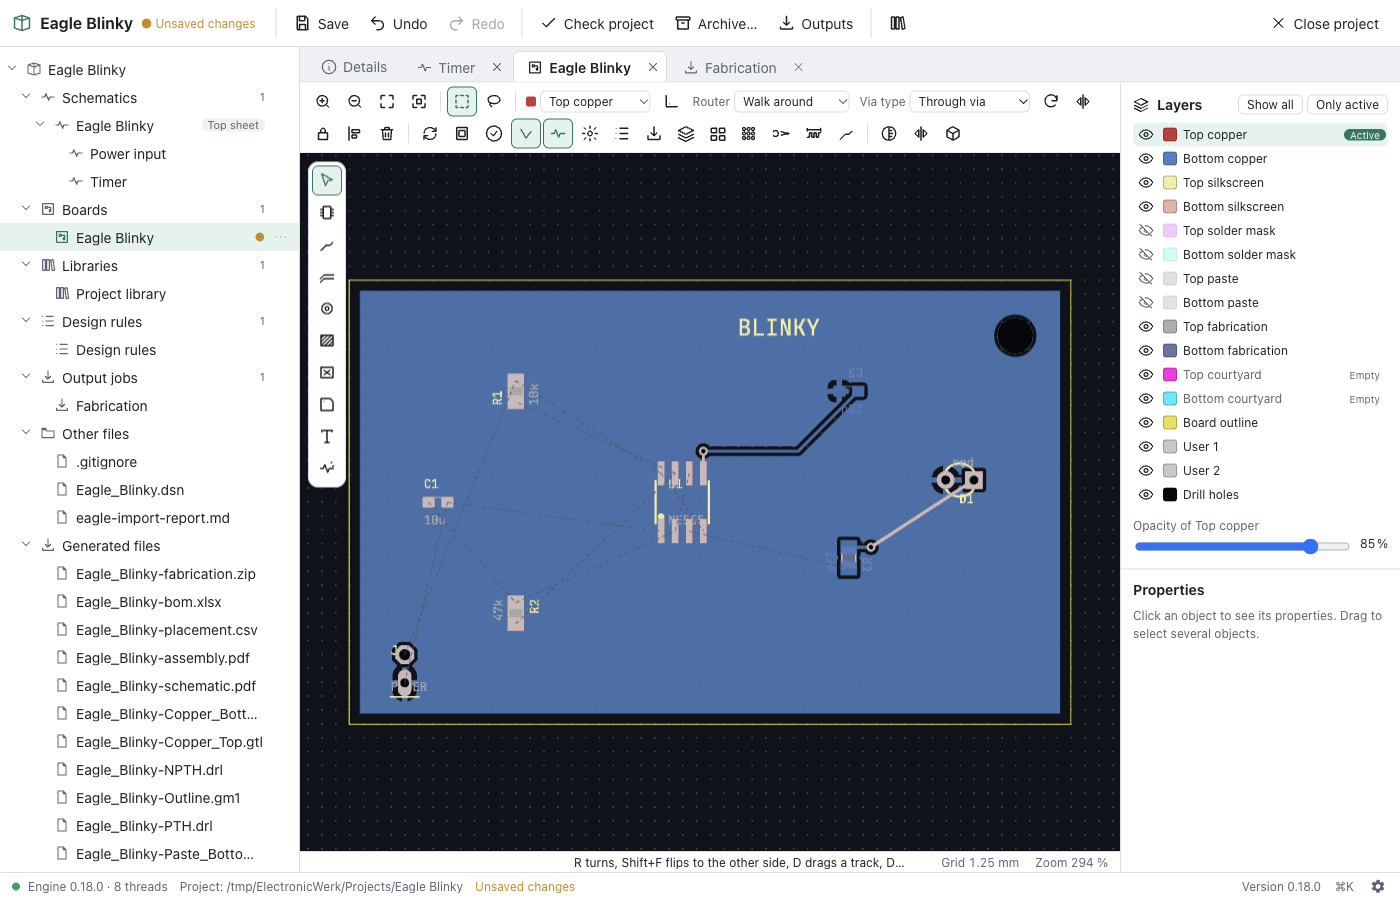 Eagle Blinky
Unsaved changes
Save
Undo
Redo
Check project
Archive...
Outputs
Close project
Eagle Blinky
Schematics 1
Eagle Blinky Top sheet
Power input
Timer
Boards 1
Eagle Blinky
Libraries 1
Project library
Design rules 1
Design rules
Output jobs 1
Fabrication
Other files
.gitignore
Eagle_Blinky.dsn
eagle-import-report.md
Generated files
Eagle_Blinky-fabrication.zip
Eagle_Blinky-bom.xlsx
Eagle_Blinky-placement.csv
Eagle_Blinky-assembly.pdf
Eagle_Blinky-schematic.pdf
Eagle_Blinky-Copper_Bott...
Eagle_Blinky-Copper_Top.gtl
Eagle_Blinky-NPTH.drl
Eagle_Blinky-Outline.gm1
Eagle_Blinky-PTH.drl
Eagle_Blinky-Paste_Botto...
Details
Timer
Eagle Blinky
Fabrication
Top copper
Router
Walk around
Via type
Through via
BLINKY
R1
10k
C2
C1
10u
U1
NE555
red
D1
47k
R2
R turns, Shift+F flips to the other side, D drags a track, D...
Grid 1.25 mm
Zoom 294 %
Layers
Show all
Only active
Top copper Active
Bottom copper
Top silkscreen
Bottom silkscreen
Top solder mask
Bottom solder mask
Top paste
Bottom paste
Top fabrication
Bottom fabrication
Top courtyard Empty
Bottom courtyard Empty
Board outline
User 1
User 2
Drill holes
Opacity of Top copper
85 %
Properties
Click an object to see its properties. Drag to
select several objects.
Engine 0.18.0 · 8 threads
Project: /tmp/ElectronicWerk/Projects/Eagle Blinky
Unsaved changes
Version 0.18.0
⌘K